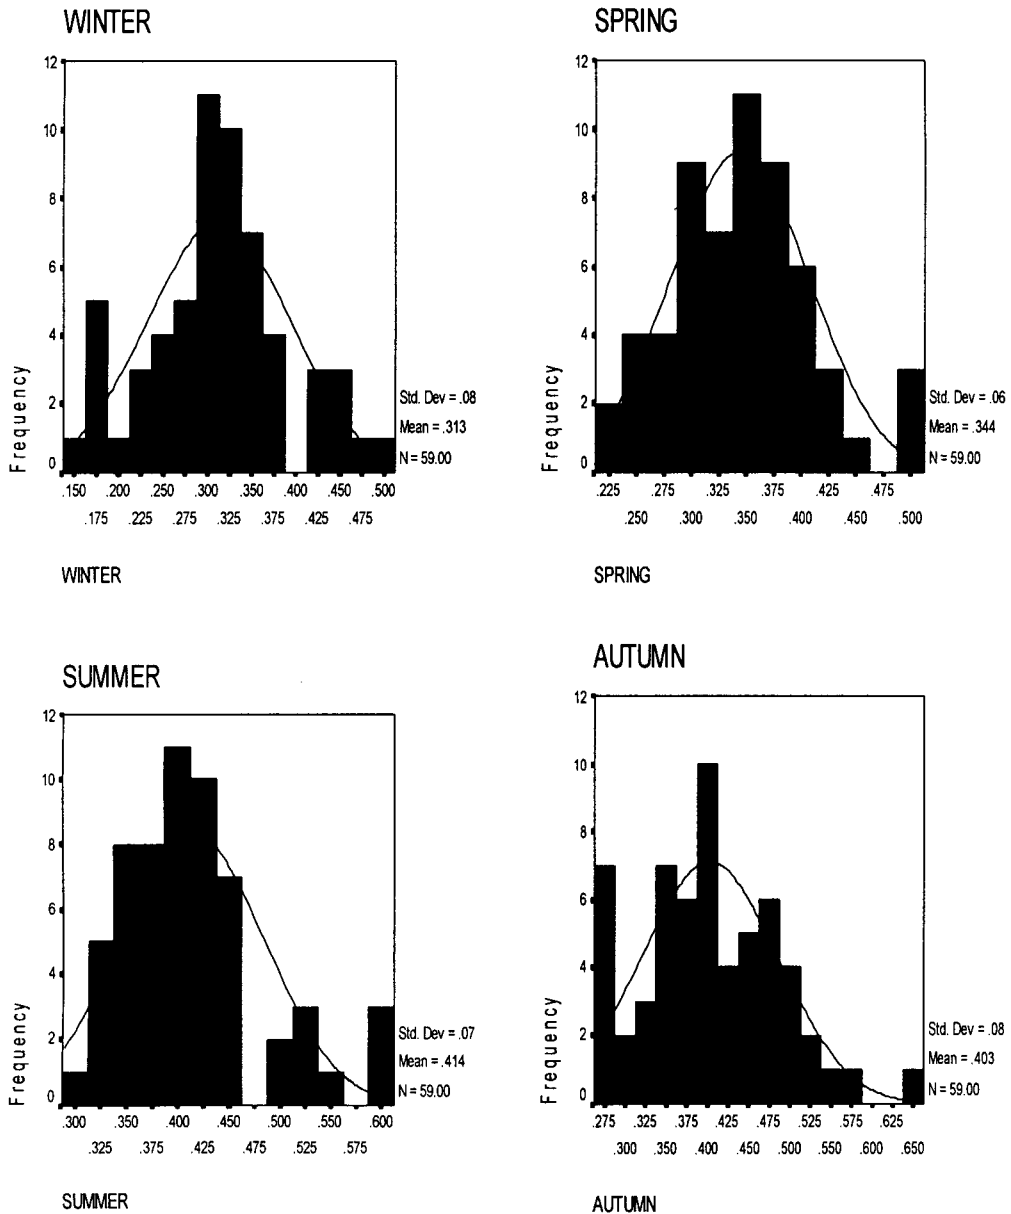 WINTER
12
10
8
6
4
2
0
Frequency
Std. Dev = .08
Mean = .313
N = 59.00
.150 .200 .250 .300 .350 .400 .450 .500
.175 .225 .275 .325 .375 .425 .475
WINTER
SPRING
12
10
8
6
4
2
0
Frequency
Std. Dev = .06
Mean = .344
N = 59.00
.225 .275 .325 .375 .425 .475
.250 .300 .350 .400 .450 .500
SPRING
SUMMER
12
10
8
6
4
2
0
Frequency
Std. Dev = .07
Mean = .414
N = 59.00
.300 .350 .400 .450 .500 .550 .600
.325 .375 .425 .475 .525 .575
SUMMER
AUTUMN
12
10
8
6
4
2
0
Frequency
Std. Dev = .08
Mean = .403
N = 59.00
.275 .325 .375 .425 .475 .525 .575 .625
.300 .350 .400 .450 .500 .550 .600 .650
AUTUMN